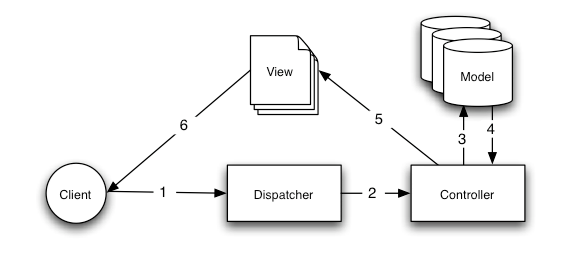 View
Model
6
5
3
4
Client
1
Dispatcher
2
Controller